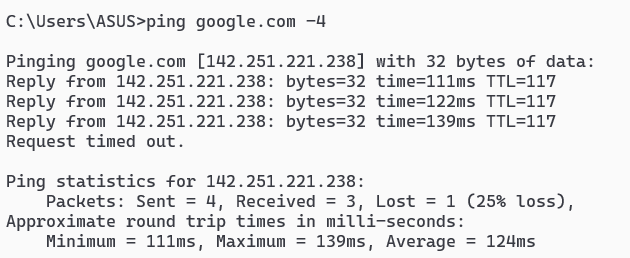 C:\Users\ASUS>ping google.com -4
Pinging google.com [142.251.221.238] with 32 bytes of data:
Reply from 142.251.221.238: bytes=32 time=111ms TTL=117
Reply from 142.251.221.238: bytes=32 time=122ms TTL=117
Reply from 142.251.221.238: bytes=32 time=139ms TTL=117
Request timed out.
Ping statistics for 142.251.221.238:
    Packets: Sent = 4, Received = 3, Lost = 1 (25% loss),
Approximate round trip times in milli-seconds:
    Minimum = 111ms, Maximum = 139ms, Average = 124ms